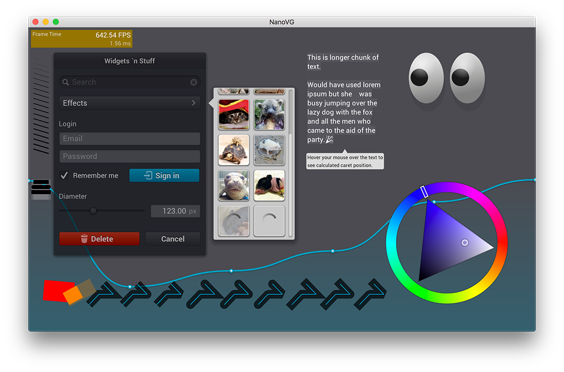 NanoVG
Frame Time
642.54 FPS
1.56 ms
Widgets `n Stuff
Search
Effects
Login
Email
Password
Remember me
Sign in
Diameter
123.00 px
Delete
Cancel
This is longer chunk of
text.
Would have used lorem
ipsum but she    was
busy jumping over the
lazy dog with the fox
and all the men who
came to the aid of the
party.🎉
Hover your mouse over the text to
see calculated caret position.